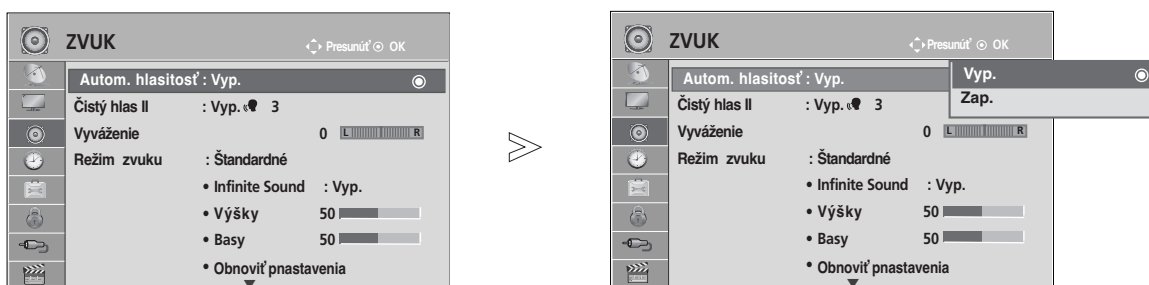 ZVUK
Presunúť OK
Autom. hlasitosť : Vyp.
Čistý hlas II : Vyp. 3
Vyváženie 0 L R
Režim zvuku : Štandardné
• Infinite Sound : Vyp.
• Výšky 50
• Basy 50
• Obnoviť pnastavenia
ZVUK
Presunúť OK
Autom. hlasitosť : Vyp.
Vyp.
Zap.
Čistý hlas II : Vyp. 3
Vyváženie 0 L R
Režim zvuku : Štandardné
• Infinite Sound : Vyp.
• Výšky 50
• Basy 50
• Obnoviť pnastavenia